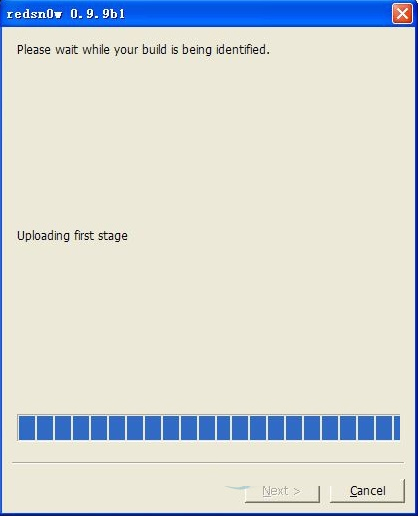 redsn0w 0.9.9b1
Please wait while your build is being identified.
Uploading first stage
Next >
Cancel